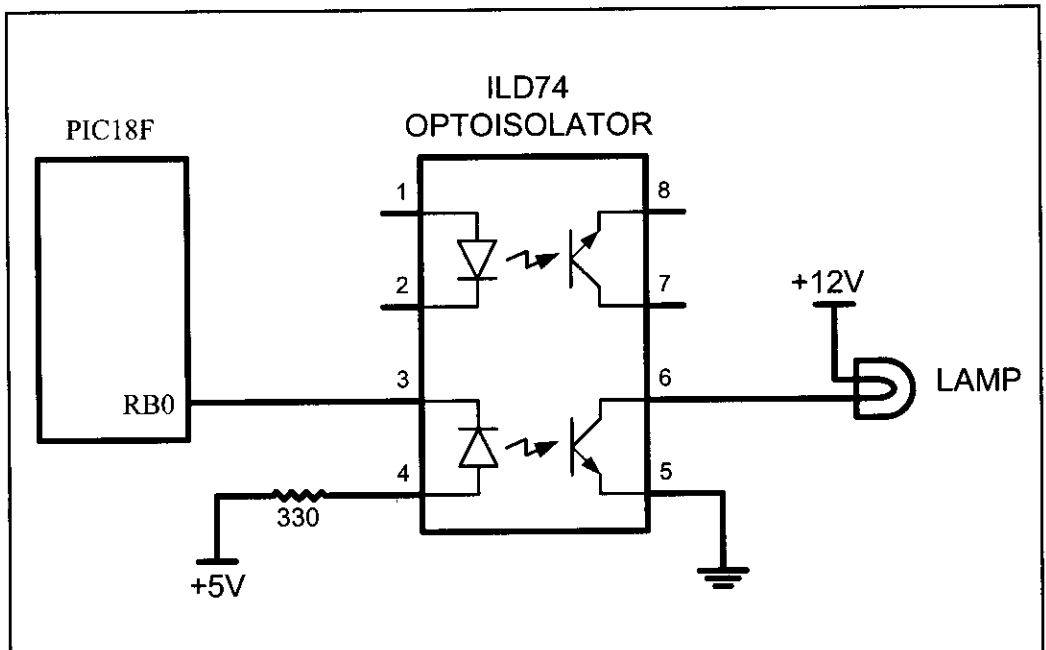 ILD74
OPTOISOLATOR
PIC18F
1
8
2
7
+12V
3
6
LAMP
RB0
4
5
330
+5V